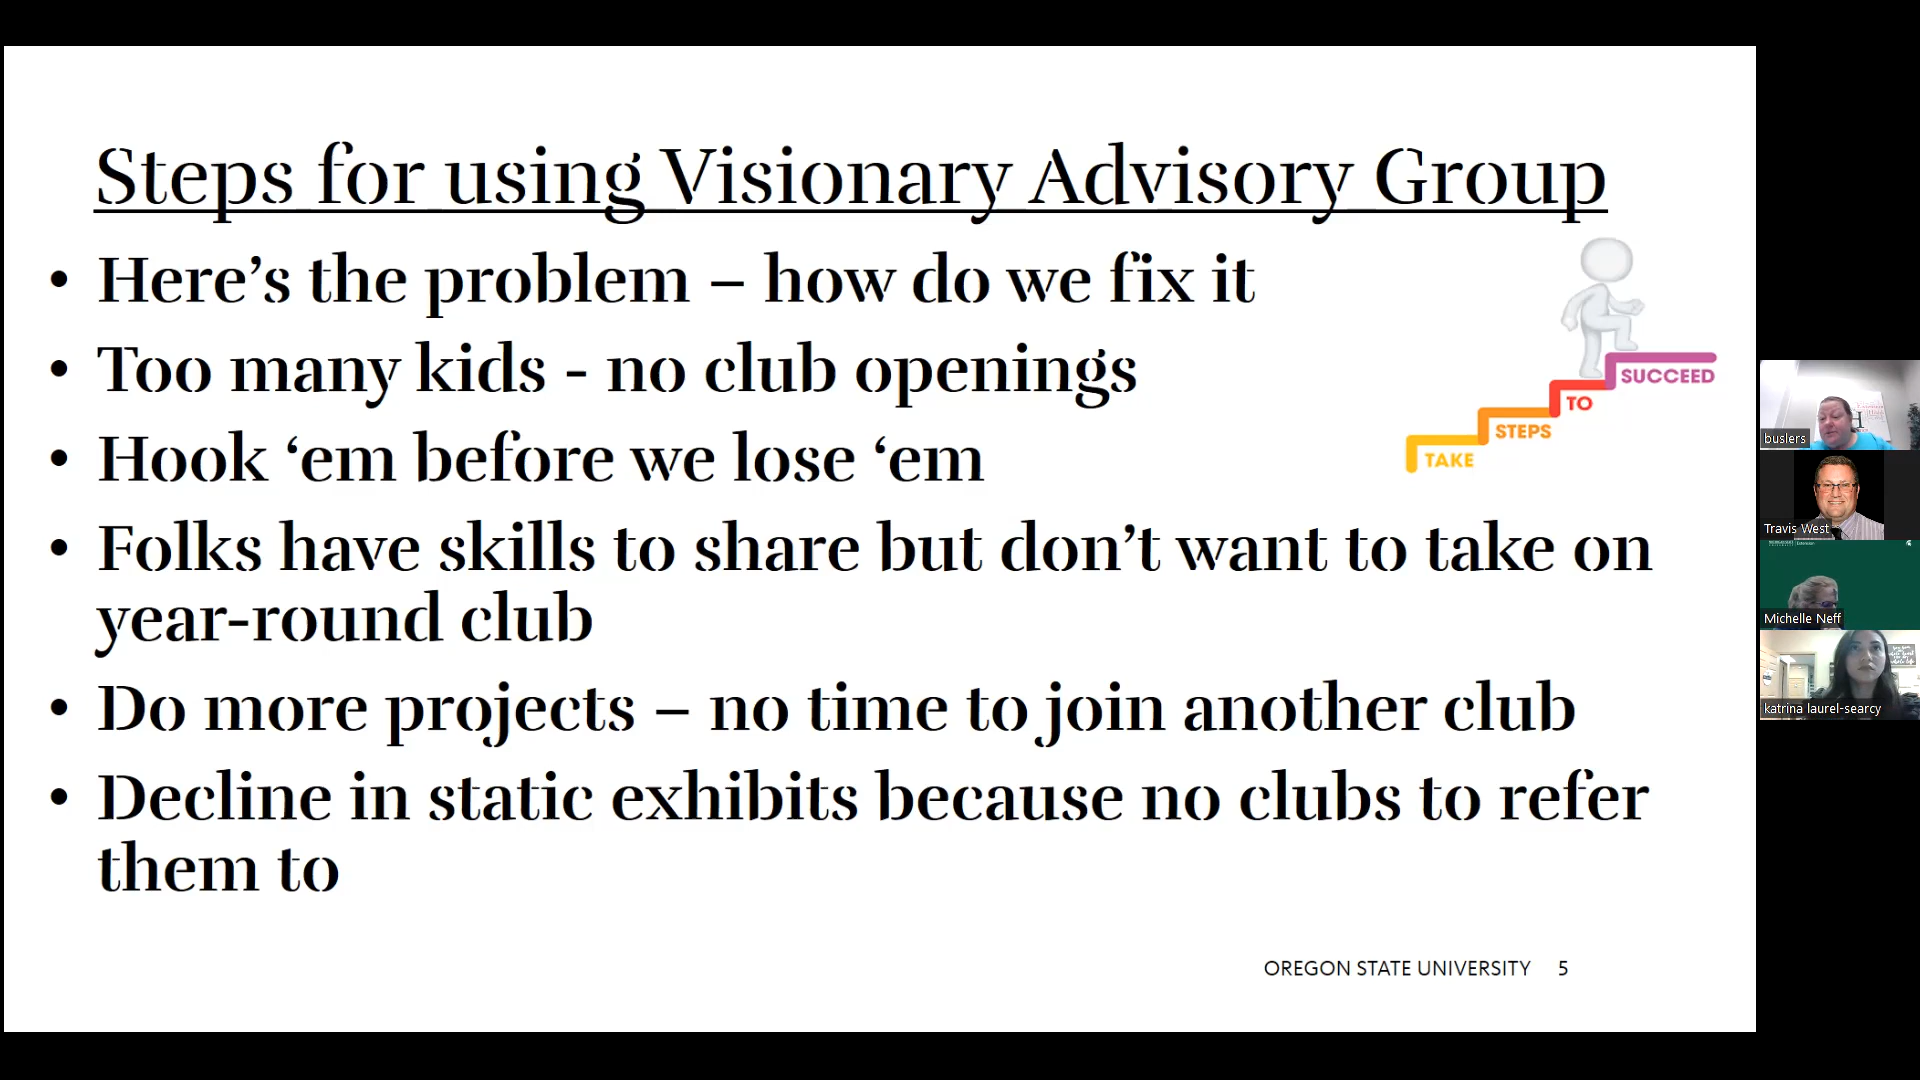 Steps for using Visionary Advisory Group
• Here’s the problem – how do we fix it
• Too many kids - no club openings
• Hook ‘em before we lose ‘em
• Folks have skills to share but don’t want to take on
year-round club
• Do more projects – no time to join another club
• Decline in static exhibits because no clubs to refer
them to
TAKE
STEPS
TO
SUCCEED
OREGON STATE UNIVERSITY 5
buslers
Travis West
Michelle Neff
katrina laurel-searcy